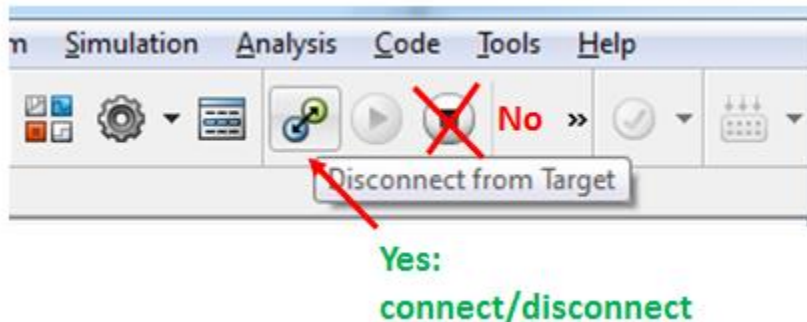 m Simulation Analysis Code Tools Help
No »
Disconnect from Target
Yes:
connect/disconnect